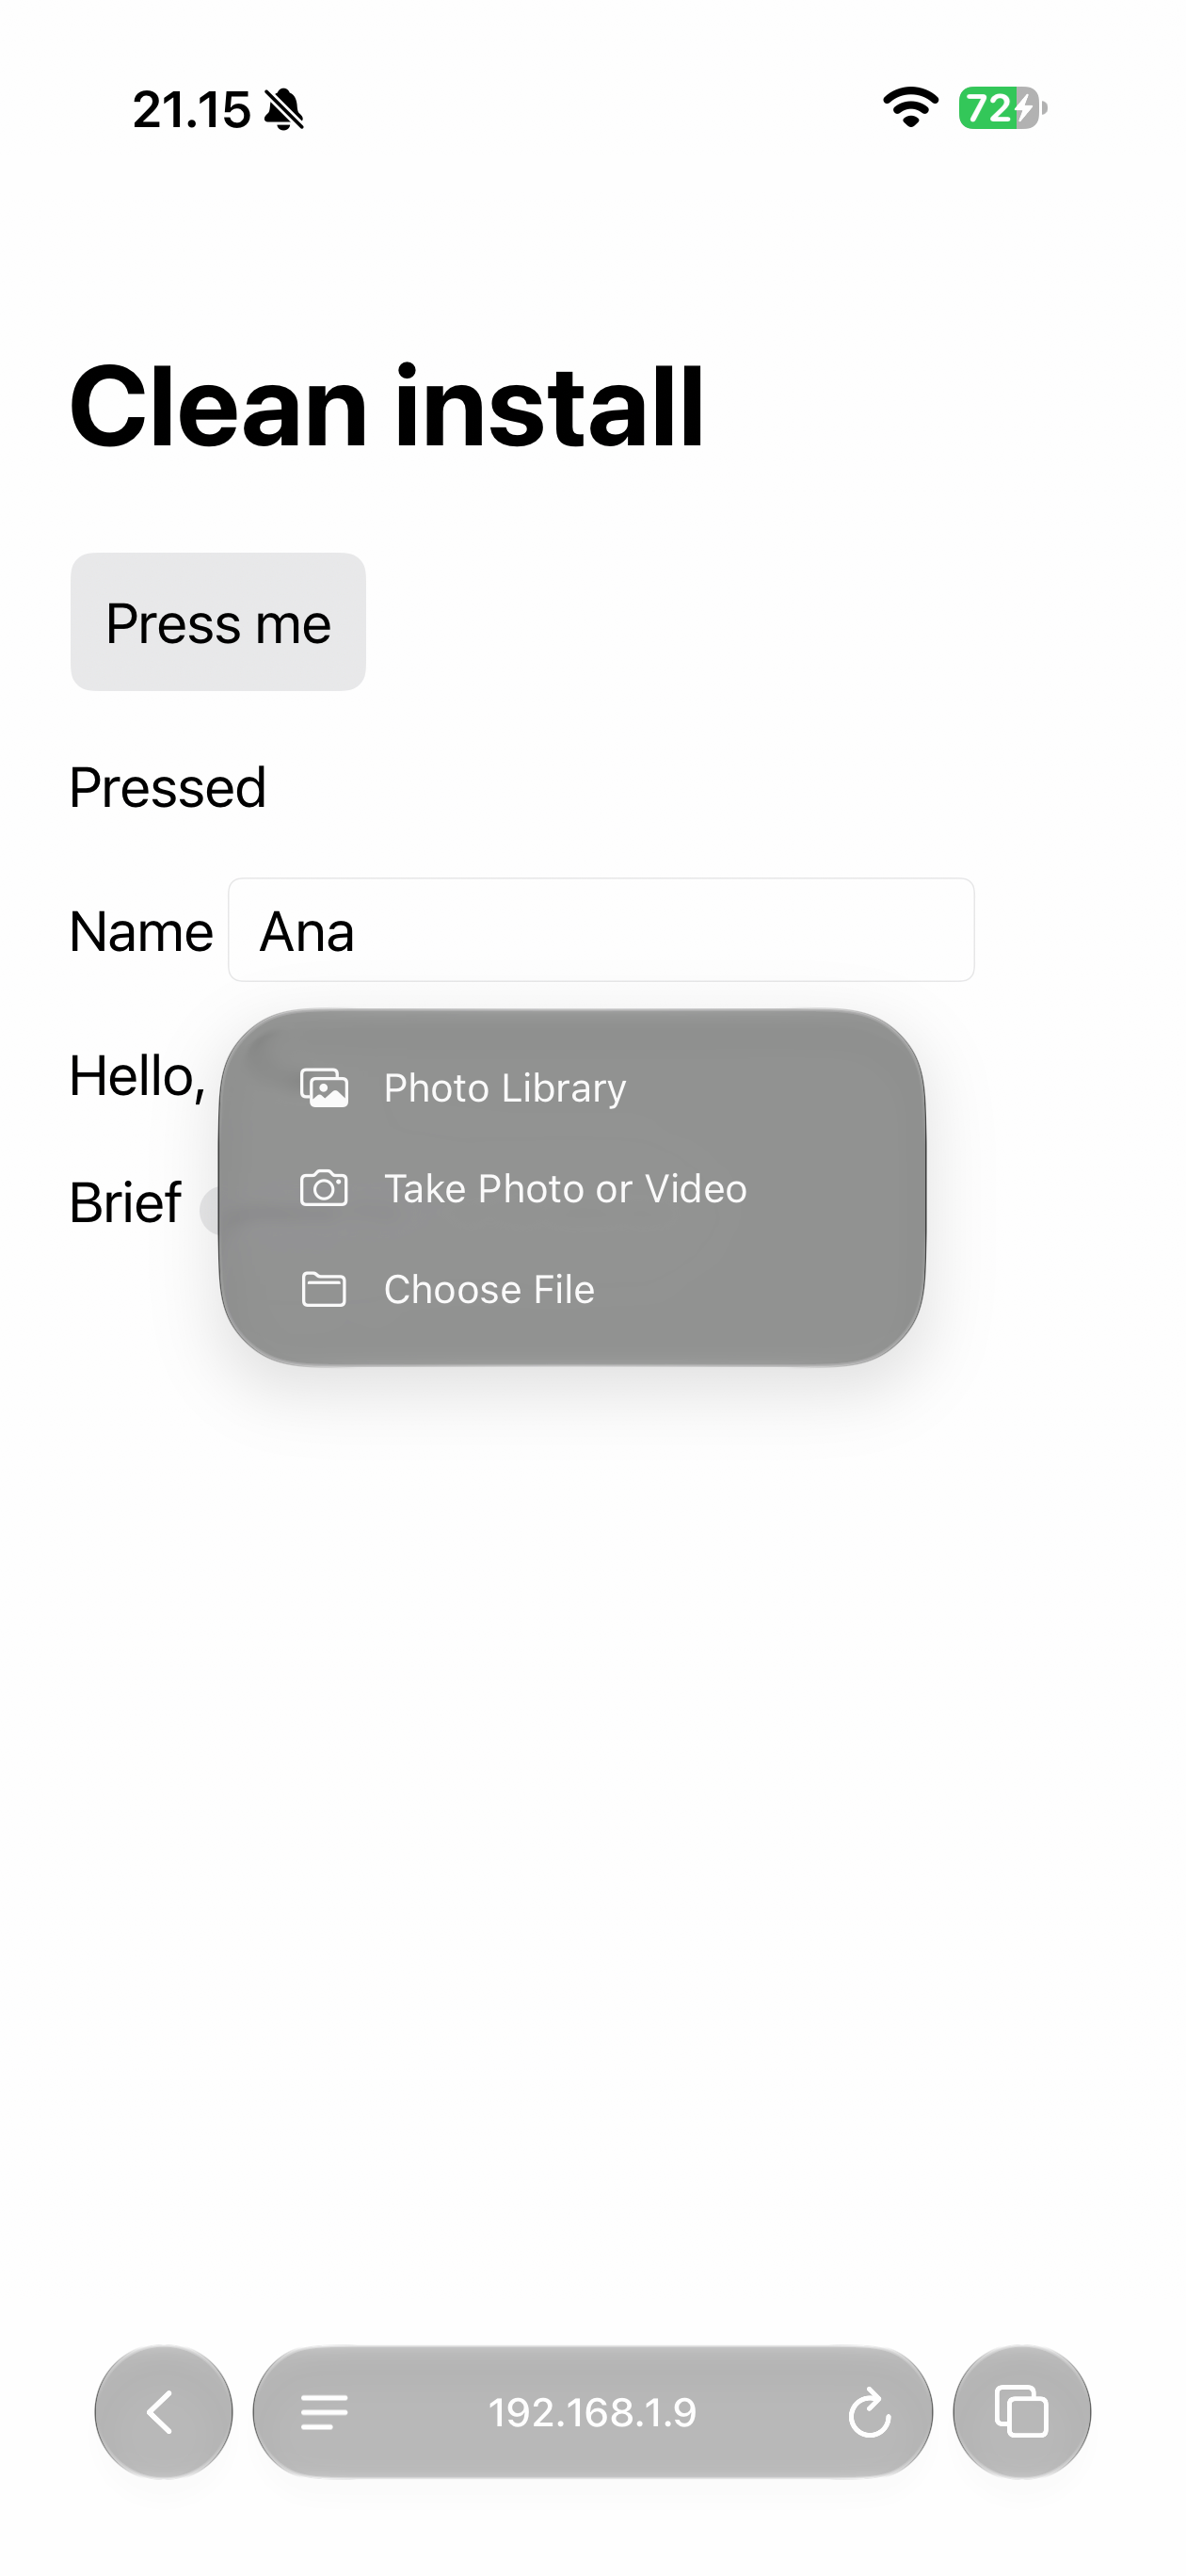 21.15
72
Clean install
Press me
Pressed
Name Ana
Hello,
Photo Library
Take Photo or Video
Brief
Choose File
192.168.1.9